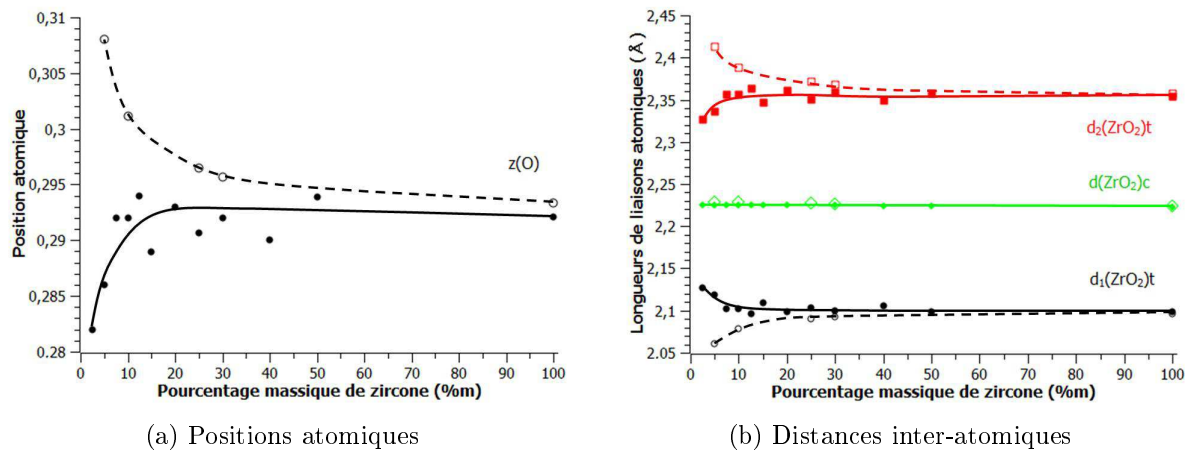 0,31
0,305
0,3
0,295
0,29
0,285
0.28
Position atomique
z(O)
0 10 20 30 40 50 60 70 80 90 100
Pourcentage massique de zircone (%m)
(a) Positions atomiques
2,45
2,4
2,35
2,3
2,25
2,2
2,15
2,1
2.05
Longueurs de liaisons atomiques (Å)
d₂(ZrO₂)t
d(ZrO₂)c
d₁(ZrO₂)t
0 10 20 30 40 50 60 70 80 90 100
Pourcentage massique de zircone (%m)
(b) Distances inter-atomiques